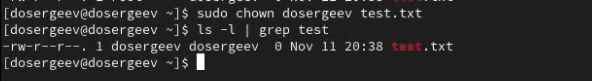 [dosergeev@dosergeev ~]$ sudo chown dosergeev test.txt
[dosergeev@dosergeev ~]$ ls -l | grep test
-rw-r--r--. 1 dosergeev dosergeev  0 Nov 11 20:38 test.txt
[dosergeev@dosergeev ~]$